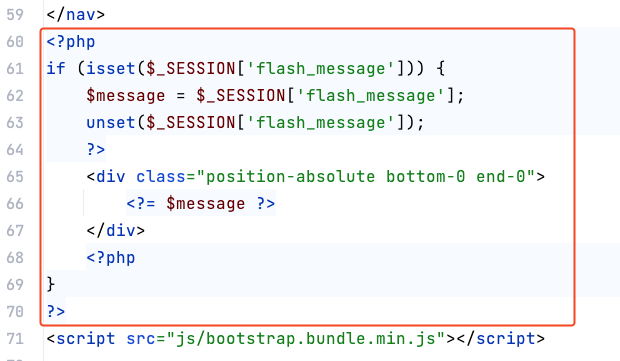 59 </nav>
60 <?php
61 if (isset($_SESSION['flash_message'])) {
62     $message = $_SESSION['flash_message'];
63     unset($_SESSION['flash_message']);
64     ?>
65     <div class="position-absolute bottom-0 end-0">
66         <?= $message ?>
67     </div>
68     <?php
69 }
70 ?>
71 <script src="js/bootstrap.bundle.min.js"></script>